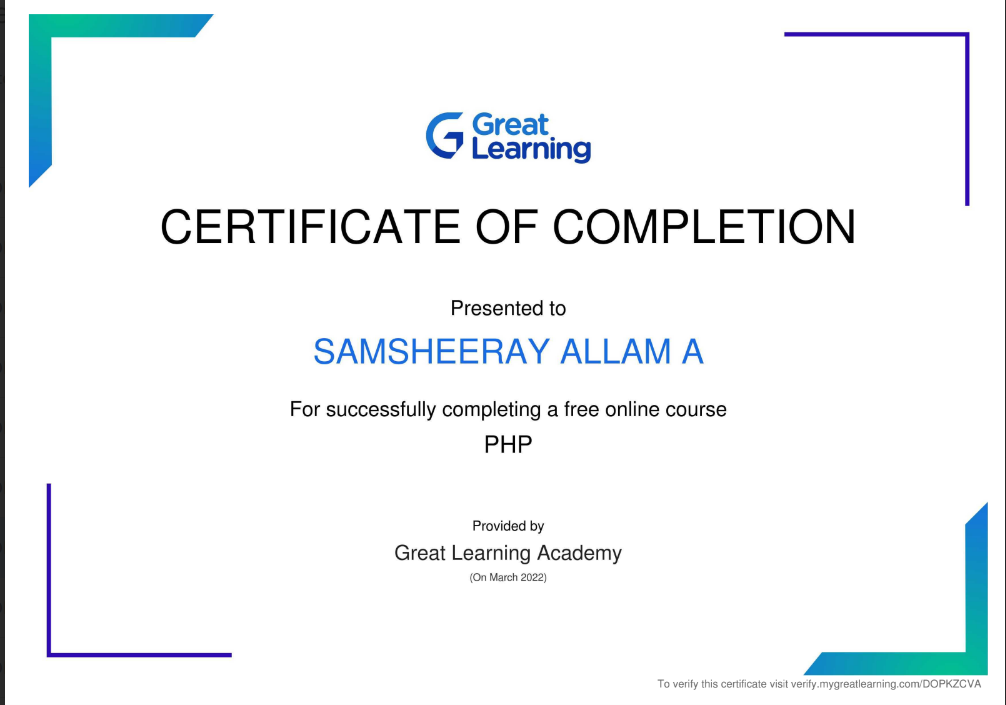 Great
Learning
CERTIFICATE OF COMPLETION
Presented to
SAMSHEERAY ALLAM A
For successfully completing a free online course
PHP
Provided by
Great Learning Academy
(On March 2022)
To verify this certificate visit verify.mygreatlearning.com/DOPKZCVA